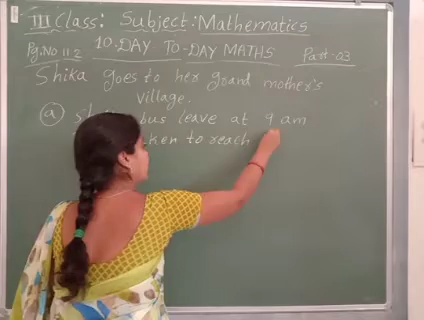 III Class: Subject: Mathematics
Pg.No 112 10-DAY-TO-DAY MATHS Part-03
Shika goes to her grand mother's
village.
(a) bus leave at 9 am
to reach